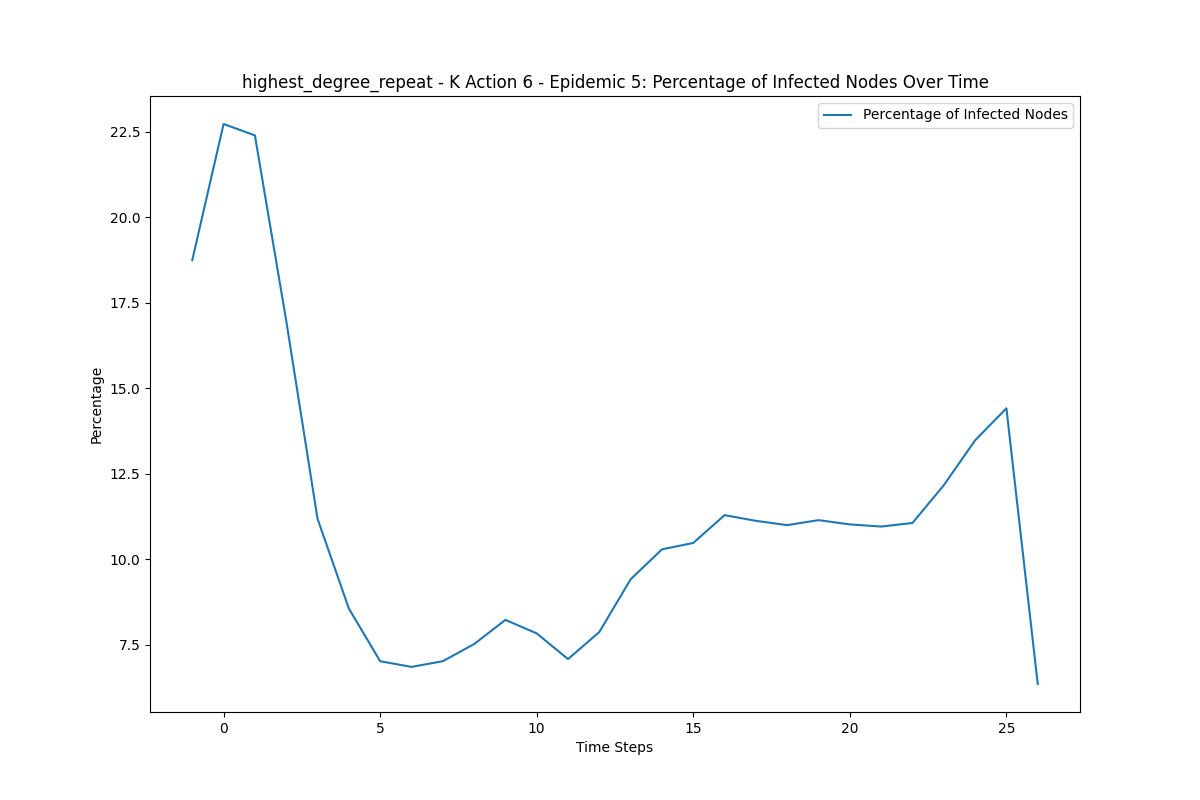 highest_degree_repeat - K Action 6 - Epidemic 5: Percentage of Infected Nodes Over Time
Percentage of Infected Nodes
22.5
20.0
17.5
15.0
12.5
10.0
7.5
Percentage
0 5 10 15 20 25
Time Steps